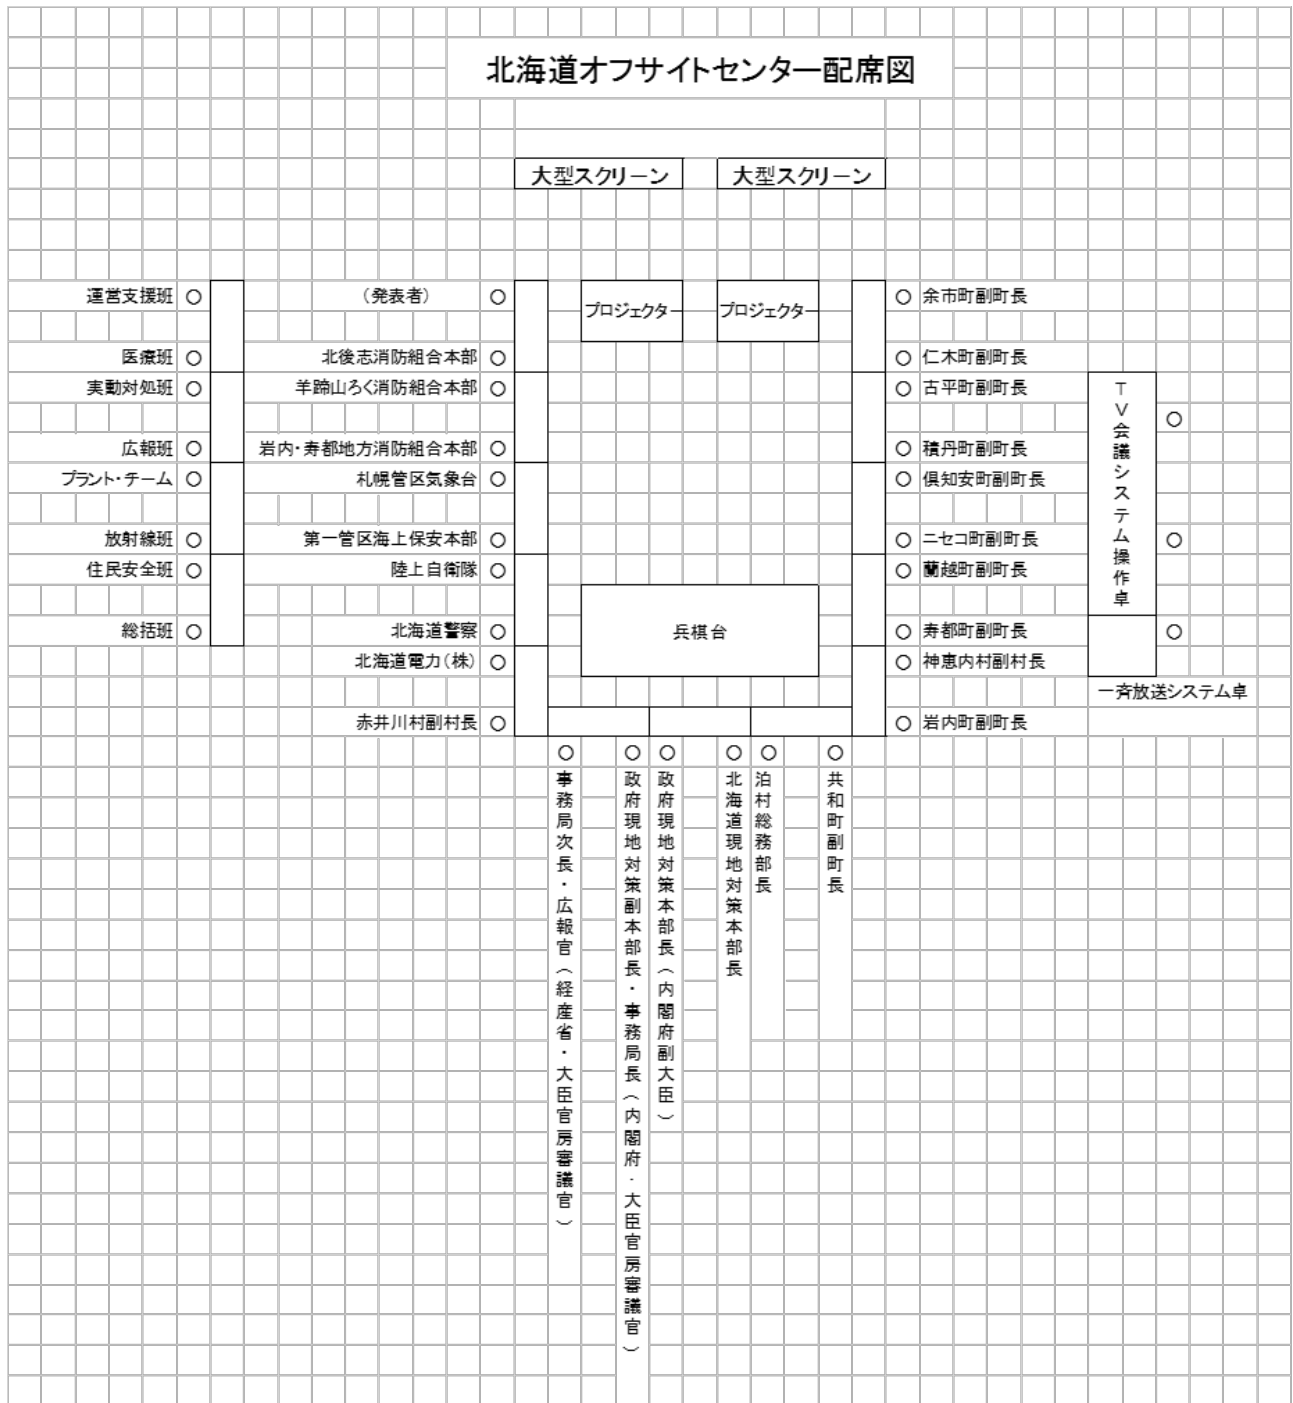 北海道オフサイトセンター配席図
大型スクリーン
大型スクリーン
運営支援班 ○
(発表者) ○
プロジェクター
プロジェクター
○ 余市町副町長
医療班 ○
北後志消防組合本部 ○
○ 仁木町副町長
実動対処班 ○
羊蹄山ろく消防組合本部 ○
○ 古平町副町長
TV会議システム操作卓
○
広報班 ○
岩内・寿都地方消防組合本部 ○
○ 積丹町副町長
プラント・チーム ○
札幌管区気象台 ○
○ 倶知安町副町長
放射線班 ○
第一管区海上保安本部 ○
○ ニセコ町副町長
○
住民安全班 ○
陸上自衛隊 ○
○ 蘭越町副町長
総括班 ○
北海道警察 ○
兵棋台
○ 寿都町副町長
○
北海道電力(株) ○
○ 神恵内村副村長
一斉放送システム卓
赤井川村副村長 ○
○ 岩内町副町長
○ 事務局次長・広報官(経産省・大臣官房審議官)
○ 政府現地対策副本部長・事務局長(内閣府・大臣官房審議官)
○ 政府現地対策本部長(内閣府副大臣)
○ 北海道現地対策本部長
○ 泊村総務部長
○ 共和町副町長